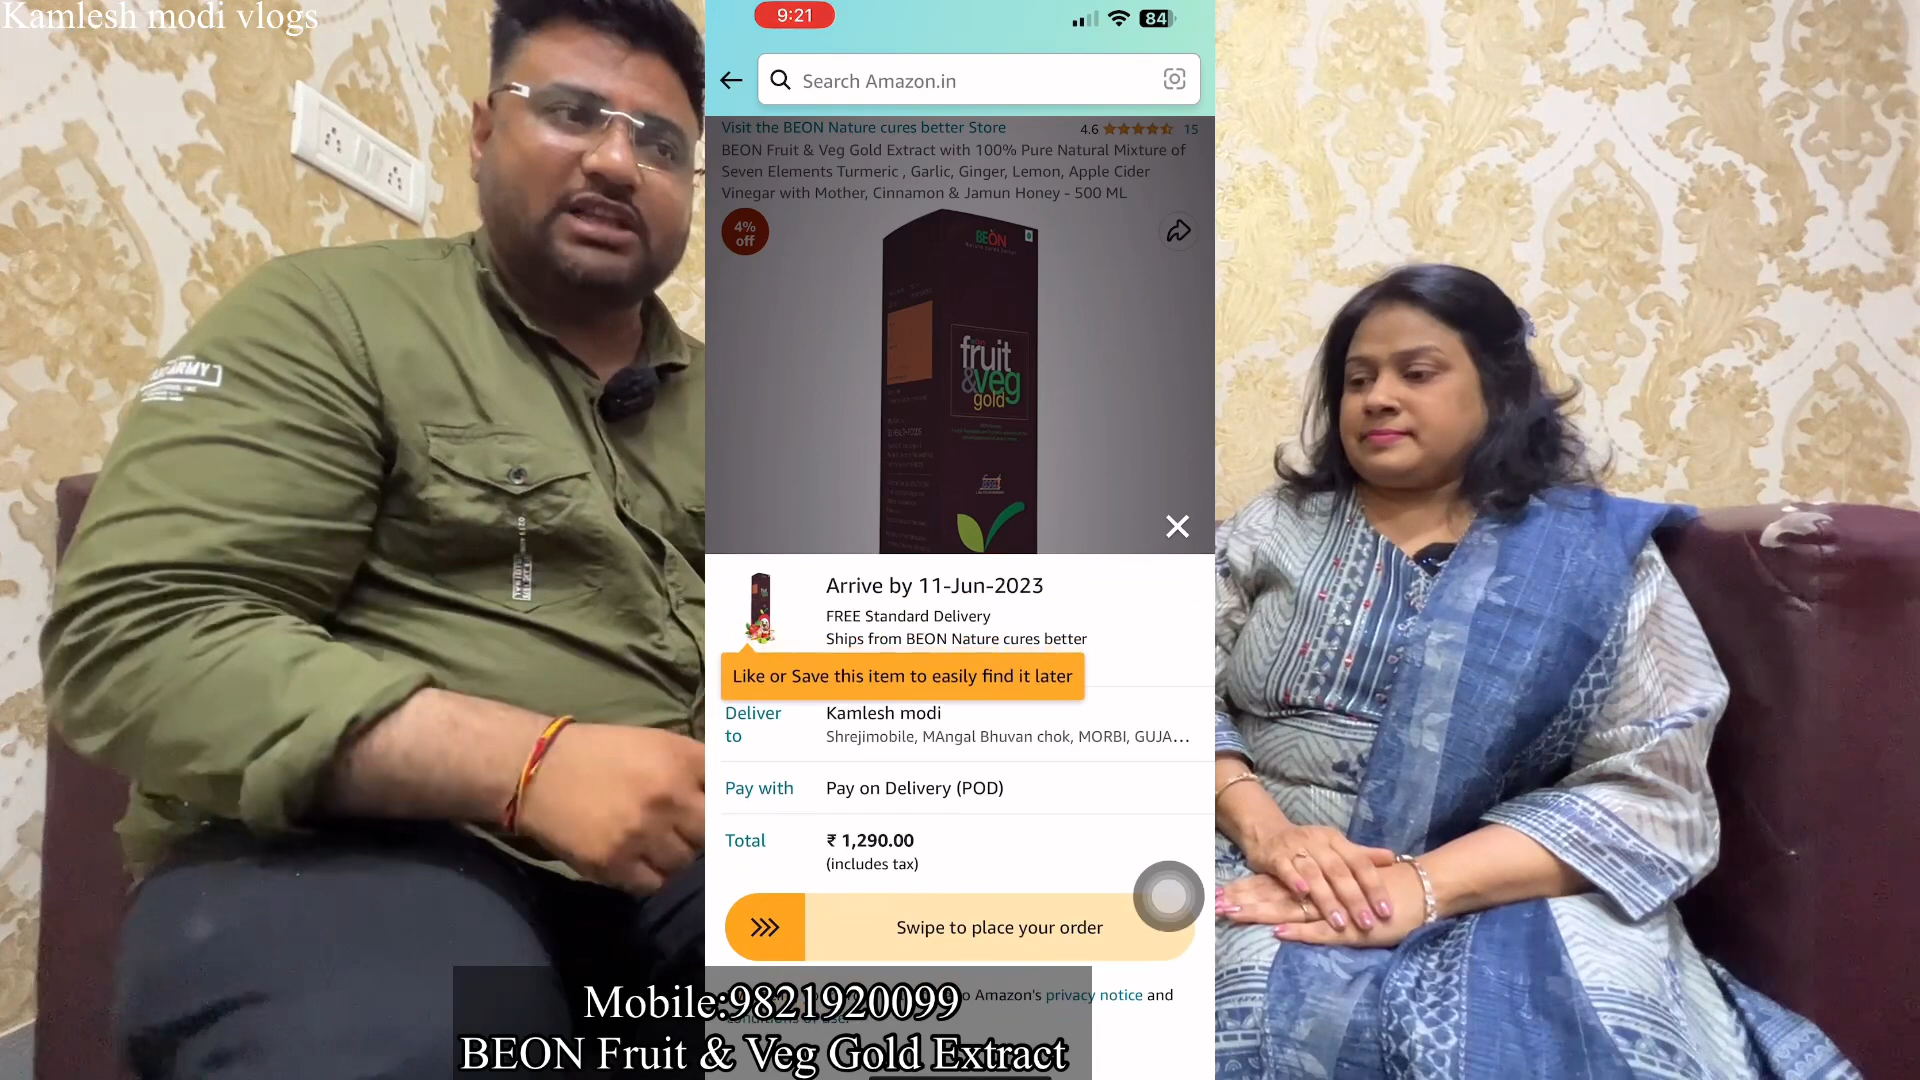 Kamlesh modi vlogs
9:21
84
Search Amazon.in
Visit the BEON Nature cures better Store
4.6
15
BEON Fruit & Veg Gold Extract with 100% Pure Natural Mixture of
Seven Elements Turmeric , Garlic, Ginger, Lemon, Apple Cider
Vinegar with Mother, Cinnamon & Jamun Honey - 500 ML
4%
off
BEON
Nature cures better
fruit
&veg
gold
Arrive by 11-Jun-2023
FREE Standard Delivery
Ships from BEON Nature cures better
Like or Save this item to easily find it later
Deliver
to
Kamlesh modi
Shrejimobile, MAngal Bhuvan chok, MORBI, GUJA...
Pay with
Pay on Delivery (POD)
Total
₹ 1,290.00
(includes tax)
Swipe to place your order
Amazon's privacy notice and
conditions of use.
Mobile:9821920099
BEON Fruit & Veg Gold Extract